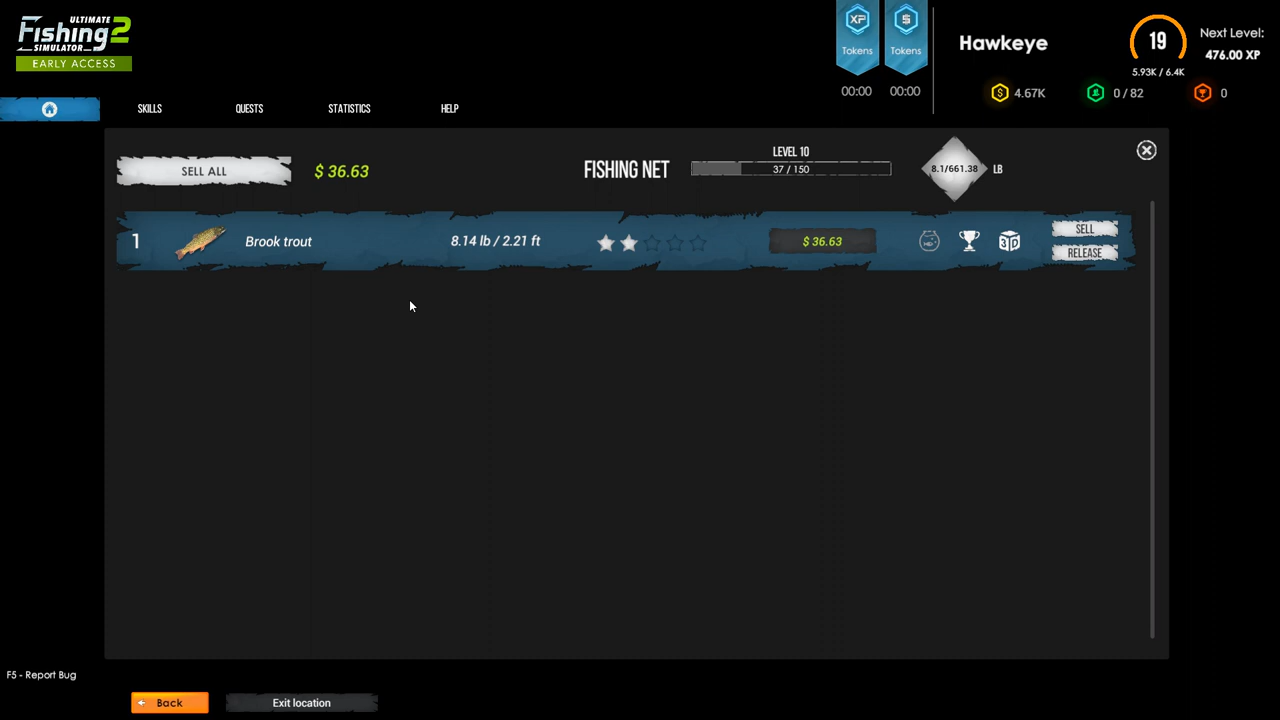 ULTIMATE
Fishing 2
SIMULATOR
EARLY ACCESS
XP
Tokens
00:00
$
Tokens
00:00
Hawkeye
19
5.93K / 6.4K
Next Level:
476.00 XP
4.67K
0 / 82
0
SKILLS
QUESTS
STATISTICS
HELP
SELL ALL
$ 36.63
FISHING NET
LEVEL 10
37 / 150
8.1/661.38 LB
1
Brook trout
8.14 lb / 2.21 ft
$ 36.63
3D
SELL
RELEASE
F5 - Report Bug
Back
Exit location